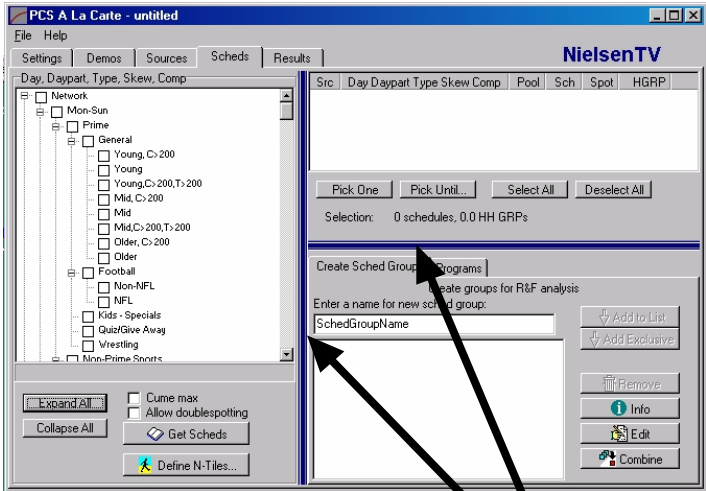 PCS A La Carte - untitled
File Help
Settings Demos Sources Scheds Results
NielsenTV
Day, Daypart, Type, Skew, Comp
Network
Mon-Sun
Prime
General
Young, C>200
Young
Young,C>200,T>200
Mid, C>200
Mid
Mid,C>200,T>200
Older, C>200
Older
Football
Non-NFL
NFL
Kids - Specials
Quiz/Give Away
Wrestling
Non-Prime Sports
Expand All
Collapse All
Cume max
Allow doublespotting
Get Scheds
Define N-Tiles...
Src Day Daypart Type Skew Comp Pool Sch Spot HGRP
Pick One Pick Until... Select All Deselect All
Selection: 0 schedules, 0.0 HH GRPs
Create Sched Group Programs
Create groups for R&F analysis
Enter a name for new sched group:
SchedGroupName
Add to List
Add Exclusive
Remove
Info
Edit
Combine